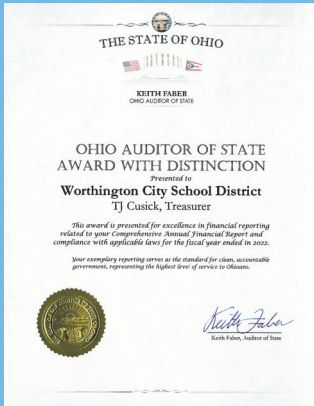 THE STATE OF OHIO
KEITH FABER
OHIO AUDITOR OF STATE
OHIO AUDITOR OF STATE
AWARD WITH DISTINCTION
Presented to
Worthington City School District
TJ Cusick, Treasurer
This award is presented for excellence in financial reporting
related to your Comprehensive Annual Financial Report and
compliance with applicable laws for the fiscal year ended in 2022.
Your exemplary reporting serves as the standard for clean, accountable
government, representing the highest level of service to Ohioans.
Keith Faber
Keith Faber, Auditor of State